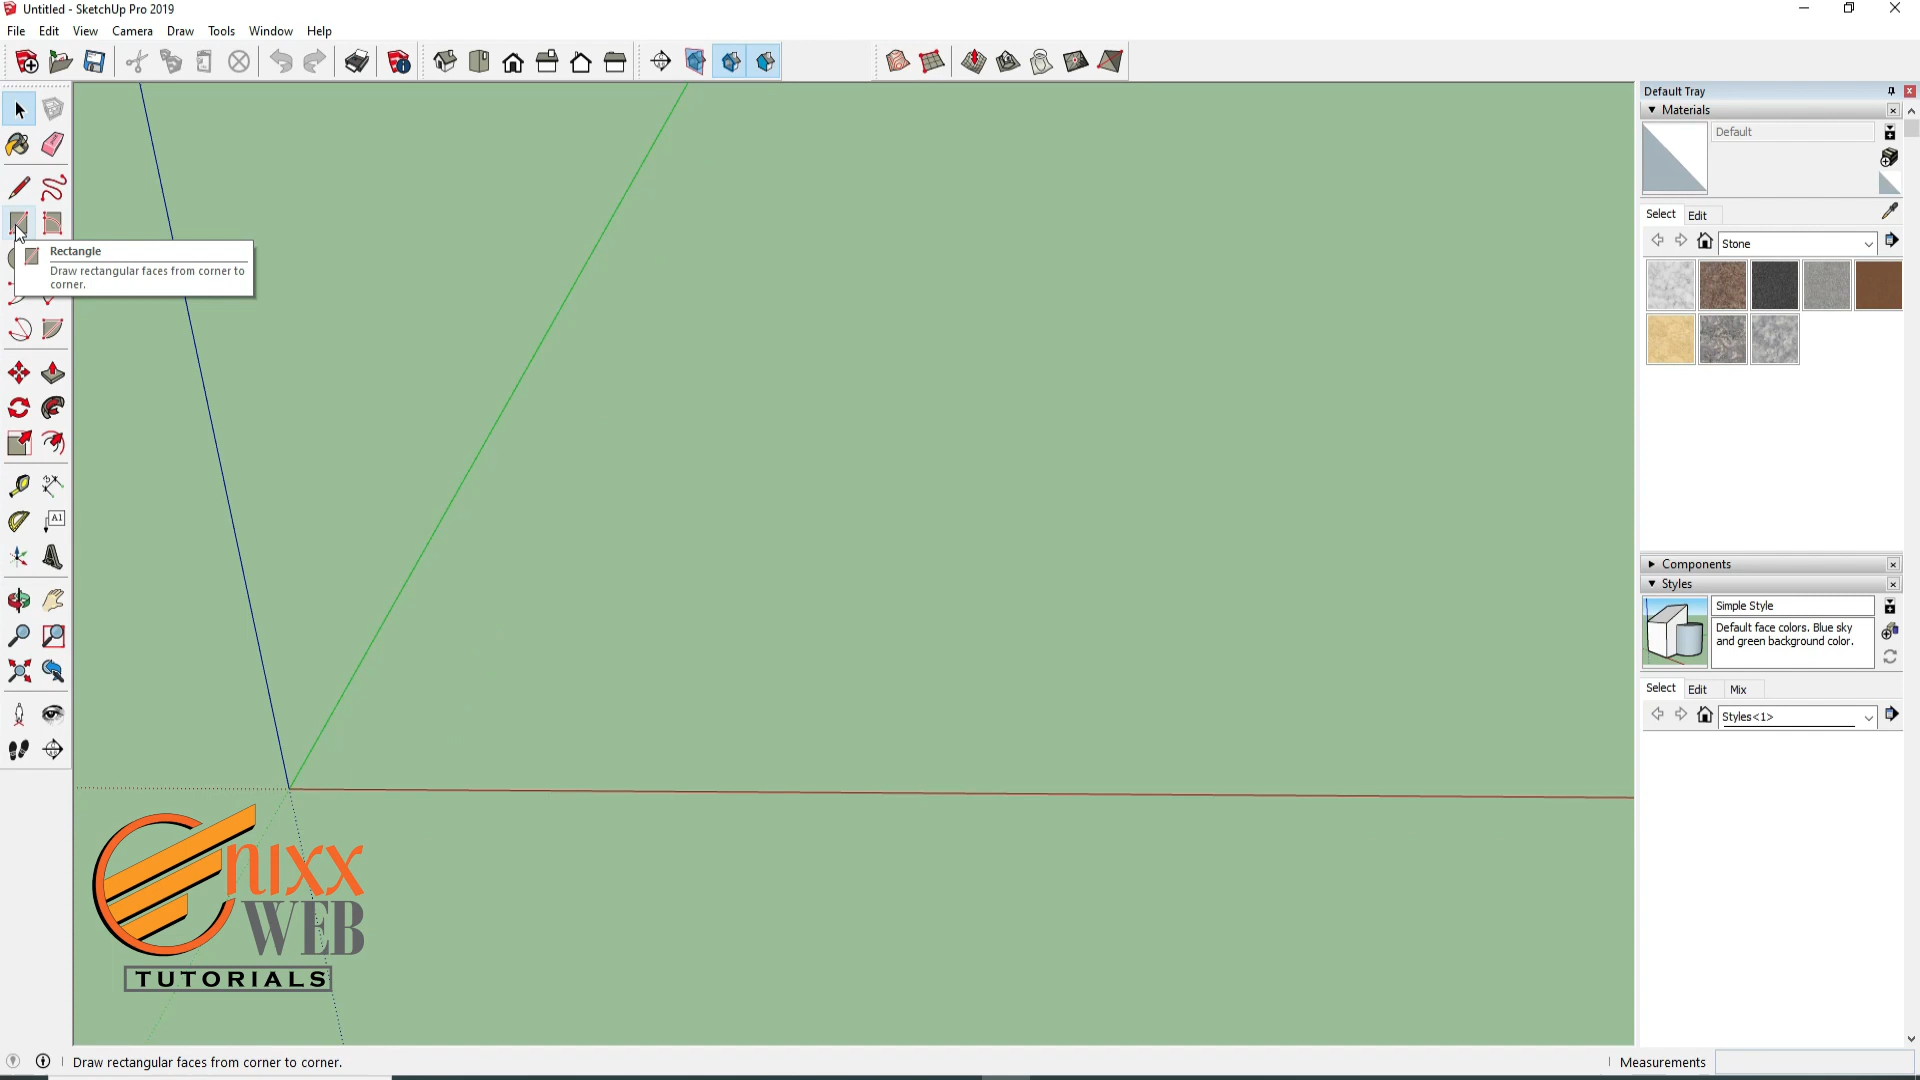 Untitled - SketchUp Pro 2019
File Edit View Camera Draw Tools Window Help
Default Tray
Materials
Default
Select Edit
Stone
Rectangle
Draw rectangular faces from corner to
corner.
A1
Components
Styles
Simple Style
Default face colors. Blue sky
and green background color.
Select Edit Mix
Styles<1>
nixx
WEB
TUTORIALS
Draw rectangular faces from corner to corner.
Measurements